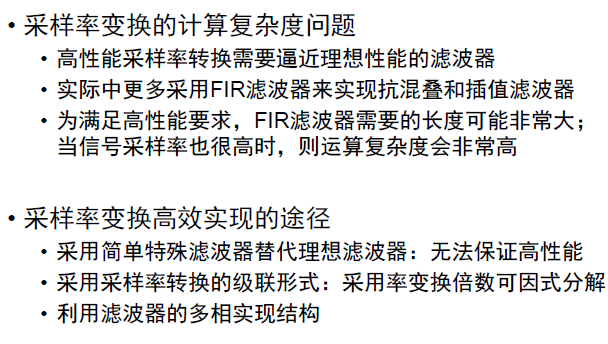 • 采样率变换的计算复杂度问题
• 高性能采样率转换需要逼近理想性能的滤波器
• 实际中更多采用FIR滤波器来实现抗混叠和插值滤波器
• 为满足高性能要求，FIR滤波器需要的长度可能非常大；
当信号采样率也很高时，则运算复杂度会非常高
• 采样率变换高效实现的途径
• 采用简单特殊滤波器替代理想滤波器：无法保证高性能
• 采用采样率转换的级联形式：采用率变换倍数可因式分解
• 利用滤波器的多相实现结构